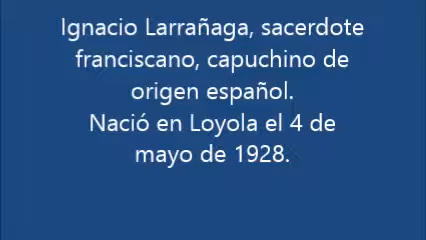 Ignacio Larrañaga, sacerdote
franciscano, capuchino de
origen español.
Nació en Loyola el 4 de
mayo de 1928.